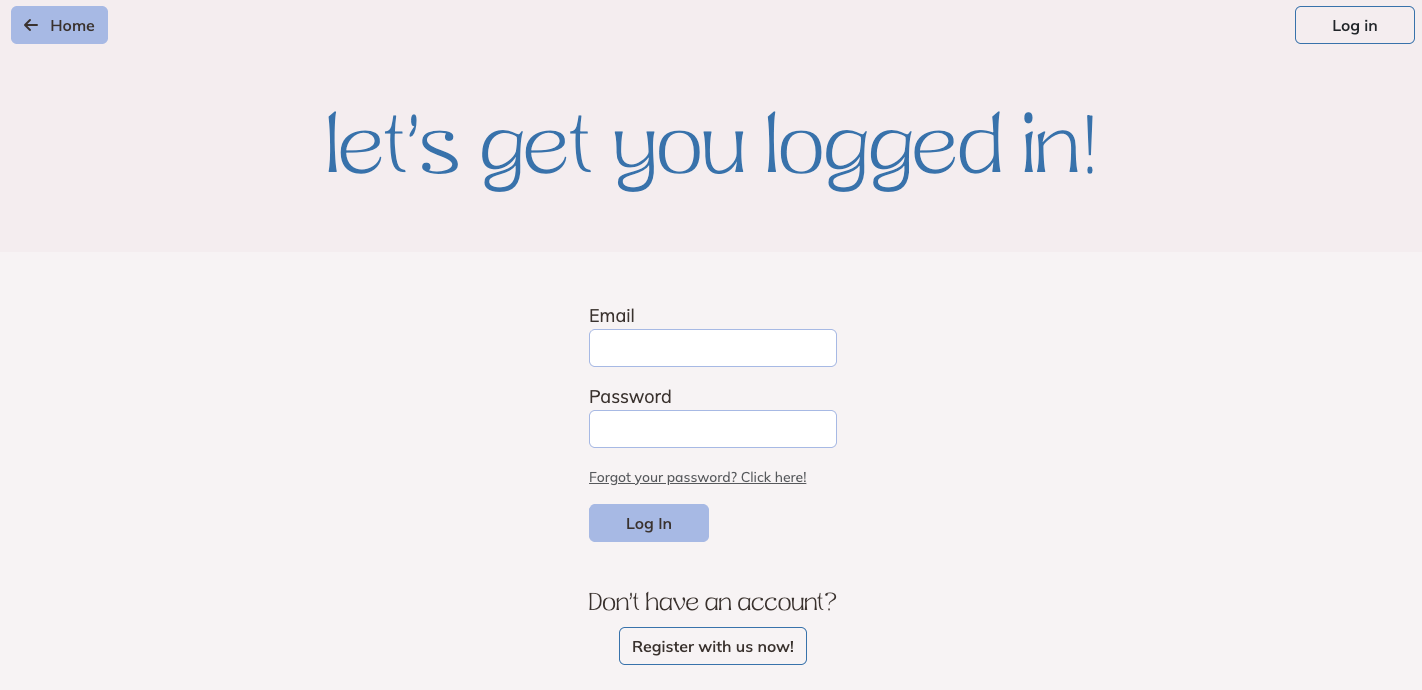 Home
Log in
let's get you logged in!
Email
Password
Forgot your password? Click here!
Log In
Don't have an account?
Register with us now!